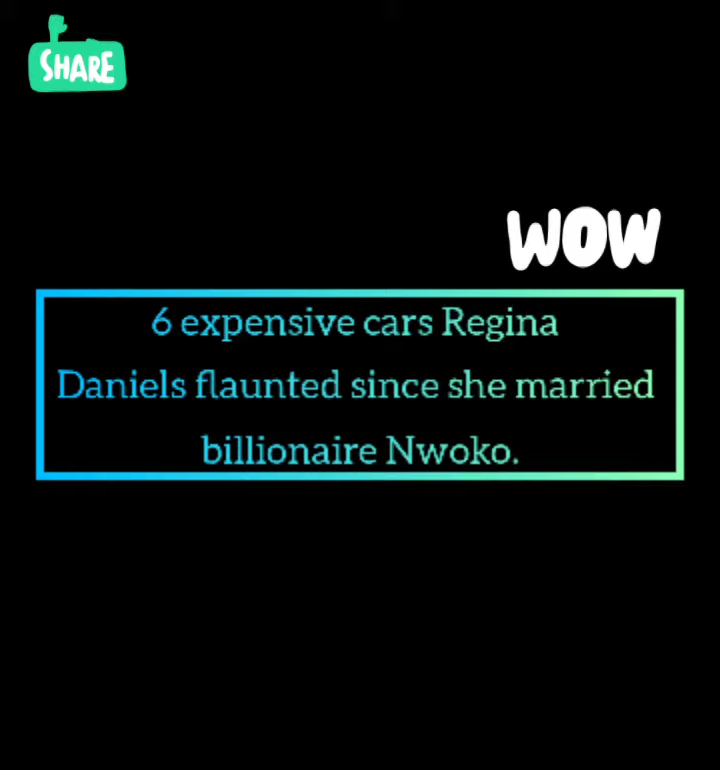 SHARE
WOW
6 expensive cars Regina
Daniels flaunted since she married
billionaire Nwoko.